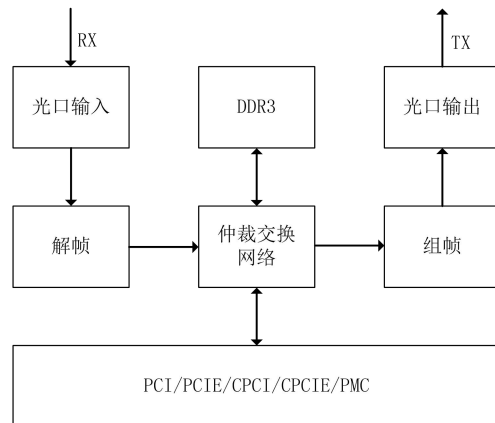 RX
TX
光口输入
DDR3
光口输出
解帧
仲裁交换
网络
组帧
PCI/PCIE/CPCI/CPCIE/PMC